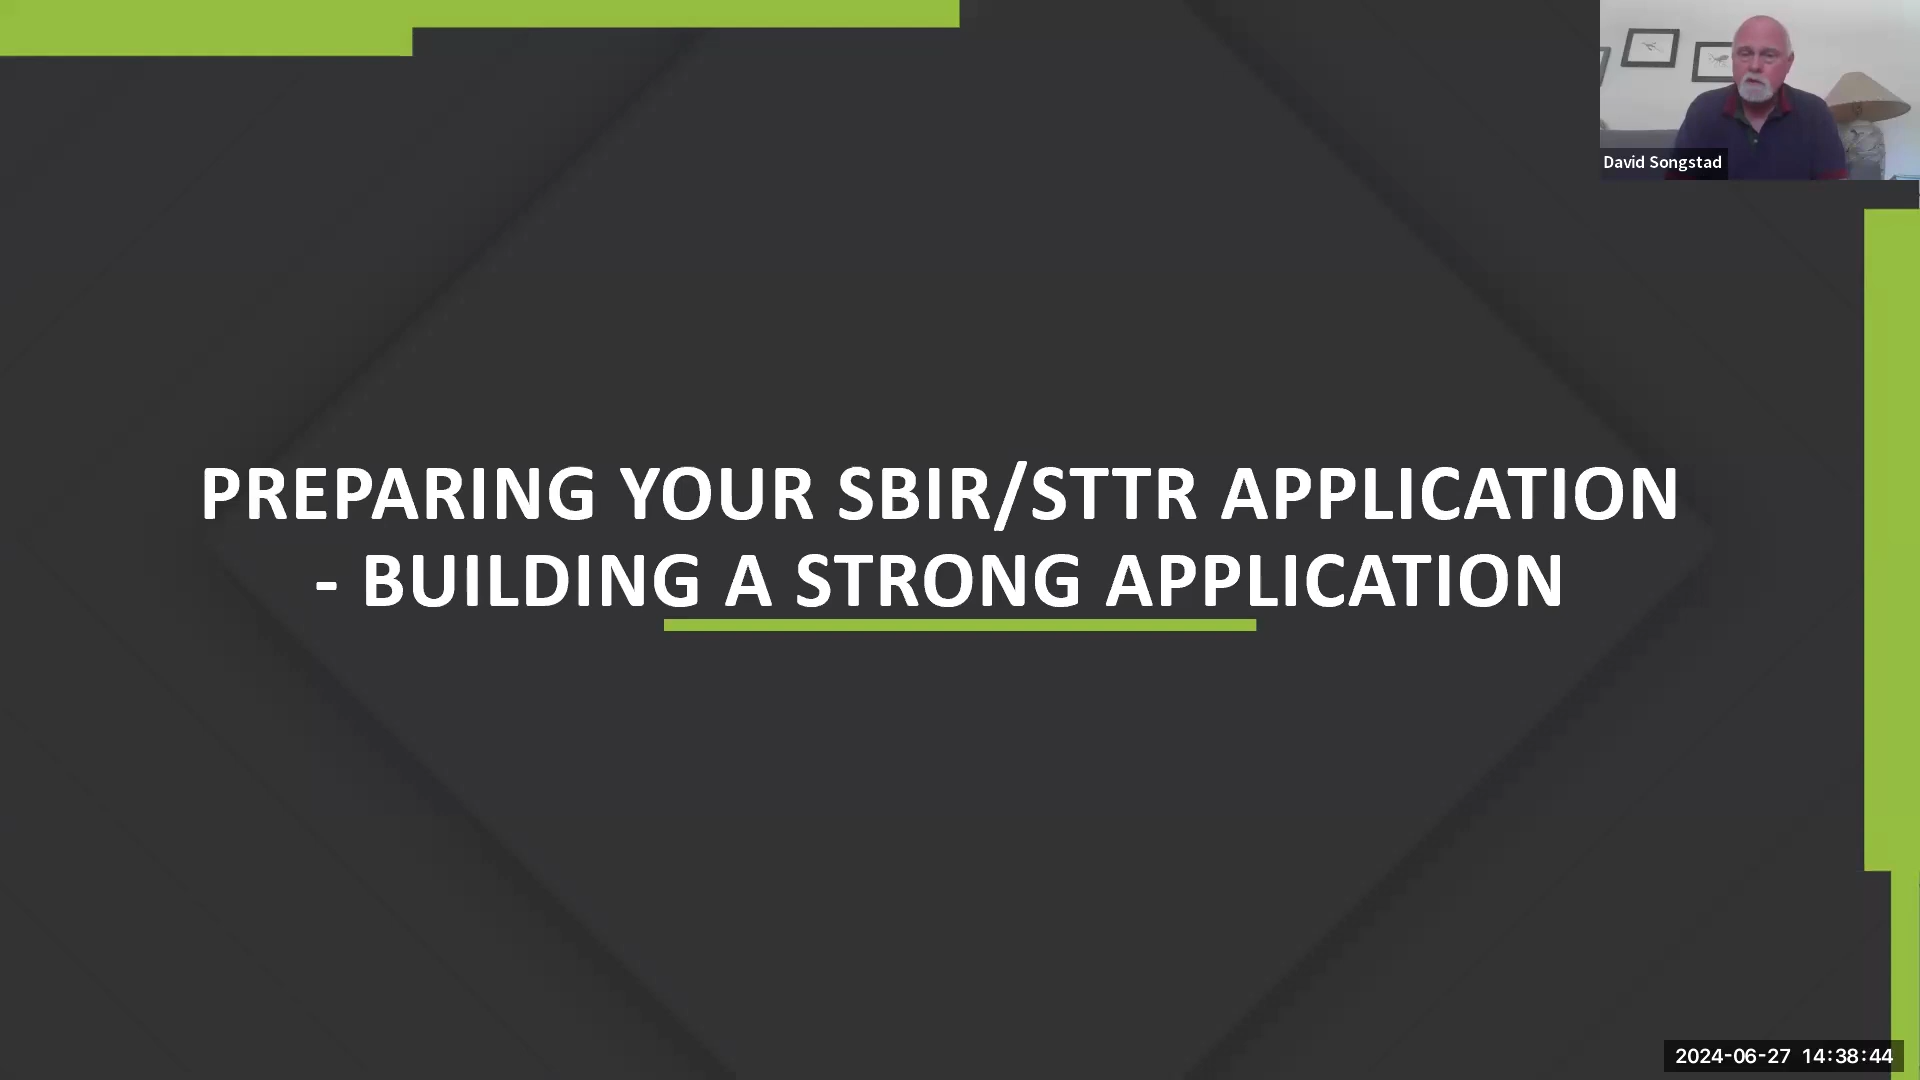 David Songstad
PREPARING YOUR SBIR/STTR APPLICATION
- BUILDING A STRONG APPLICATION
2024-06-27 14:38:44